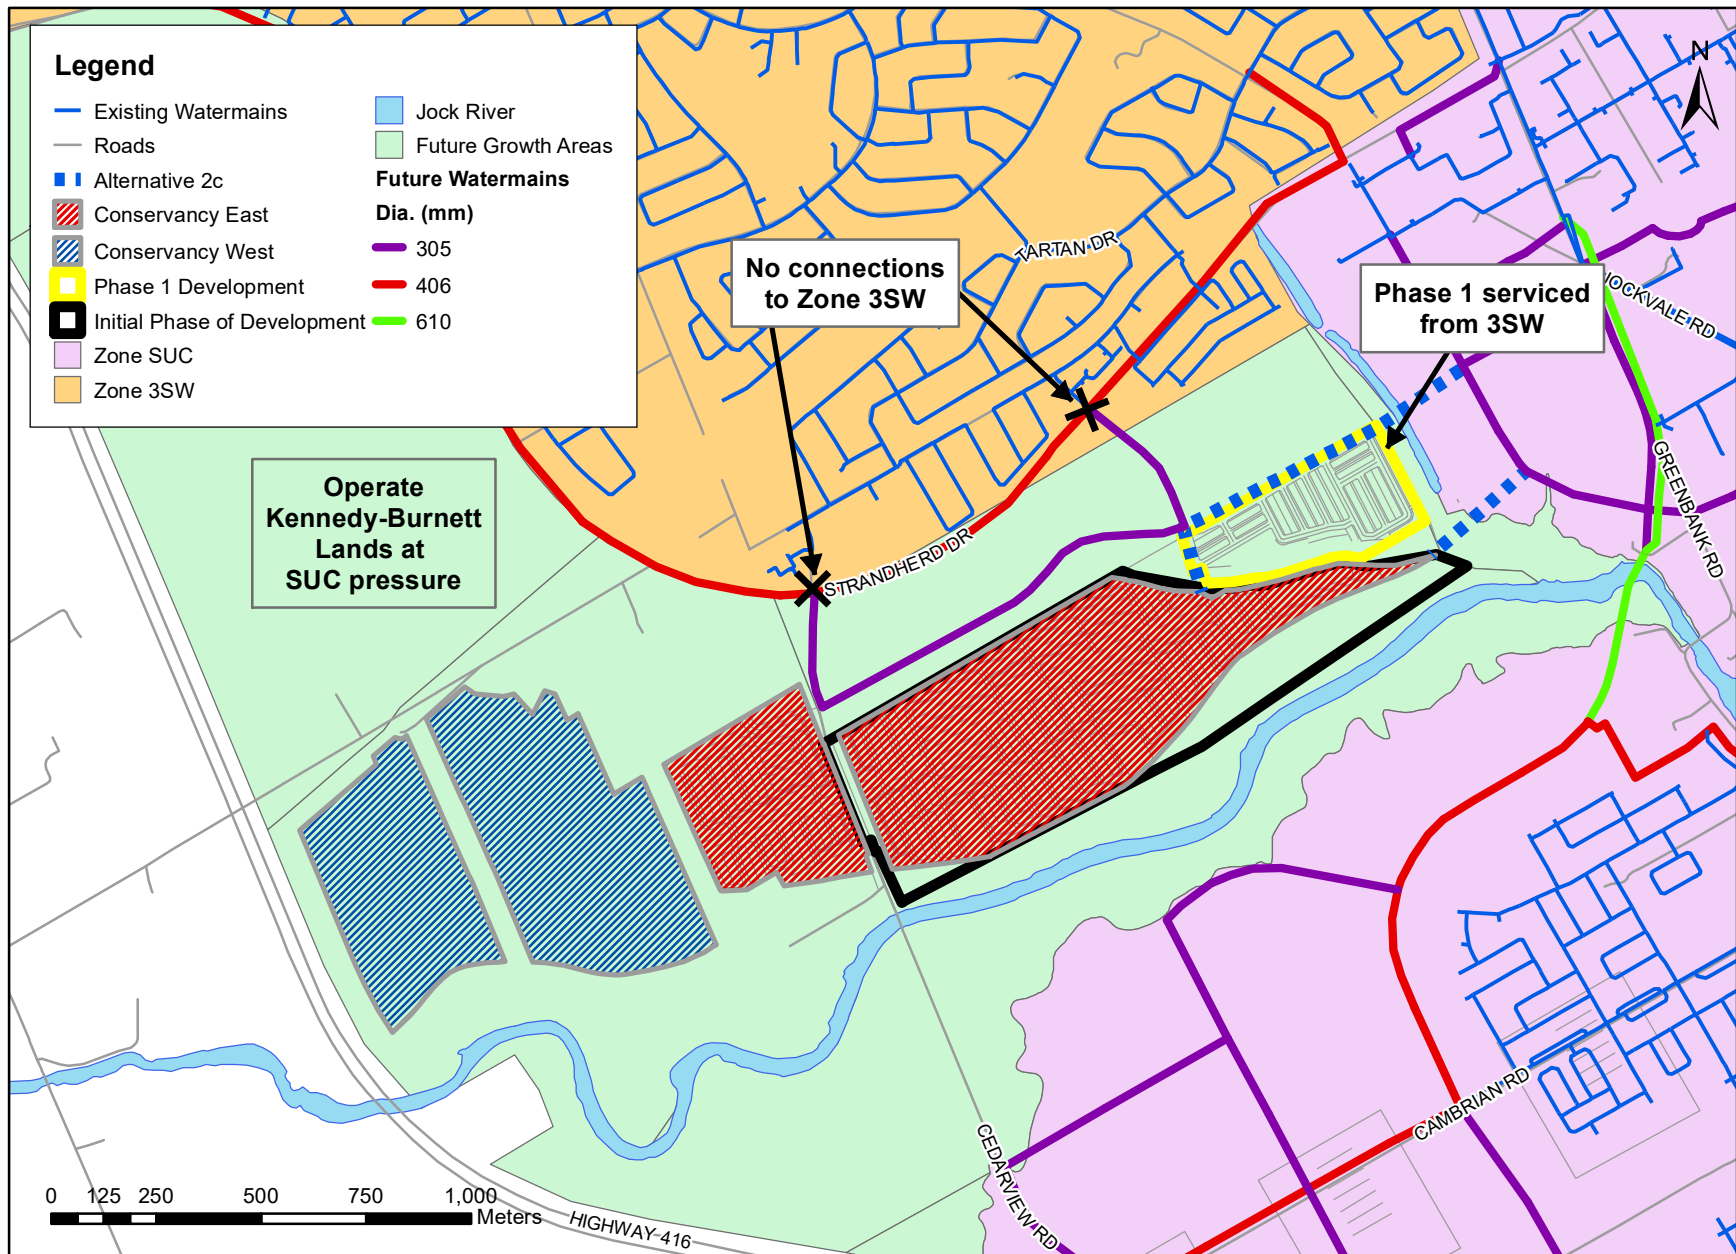 Legend
Existing Watermains
Roads
Alternative 2c
Conservancy East
Conservancy West
Phase 1 Development
Initial Phase of Development
Zone SUC
Zone 3SW
Jock River
Future Growth Areas
Future Watermains
Dia. (mm)
305
406
610
N
No connections
to Zone 3SW
TARTAN DR
Phase 1 serviced
from 3SW
JOCKVALE RD
GREENBANK RD
Operate
Kennedy-Burnett
Lands at
SUC pressure
STRANDHERD DR
CAMBRIAN RD
CEDARVIEW RD
HIGHWAY 416
0 125 250 500 750 1,000
Meters